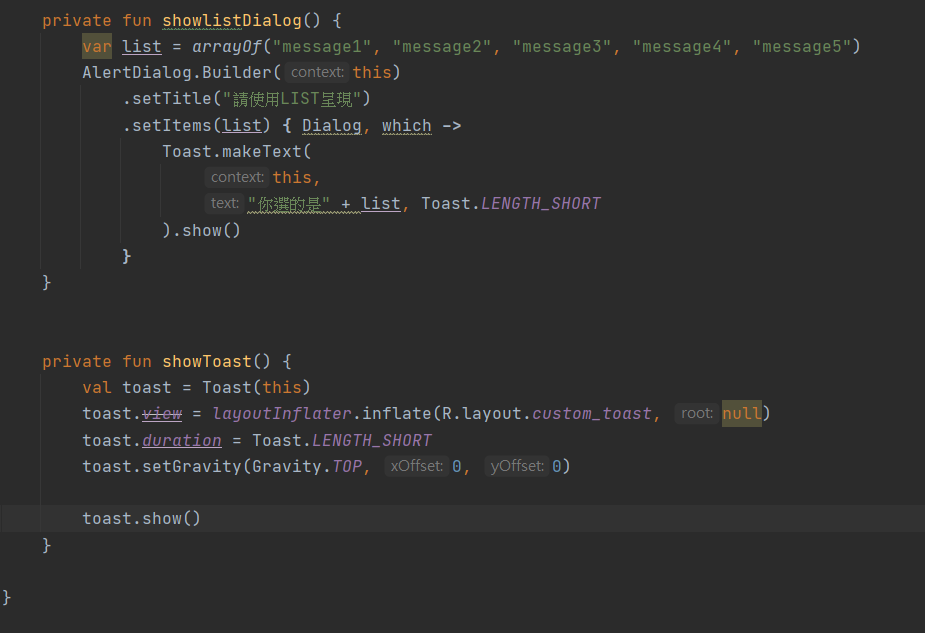 private fun showlistDialog() {
var list = arrayOf("message1", "message2", "message3", "message4", "message5")
AlertDialog.Builder( context: this)
.setTitle("請使用LIST呈現")
.setItems(list) { Dialog, which ->
Toast.makeText(
context: this,
text: "你選的是" + list, Toast.LENGTH_SHORT
).show()
}
}
private fun showToast() {
val toast = Toast(this)
toast.view = layoutInflater.inflate(R.layout.custom_toast, root: null)
toast.duration = Toast.LENGTH_SHORT
toast.setGravity(Gravity.TOP, xOffset: 0, yOffset: 0)
toast.show()
}
}